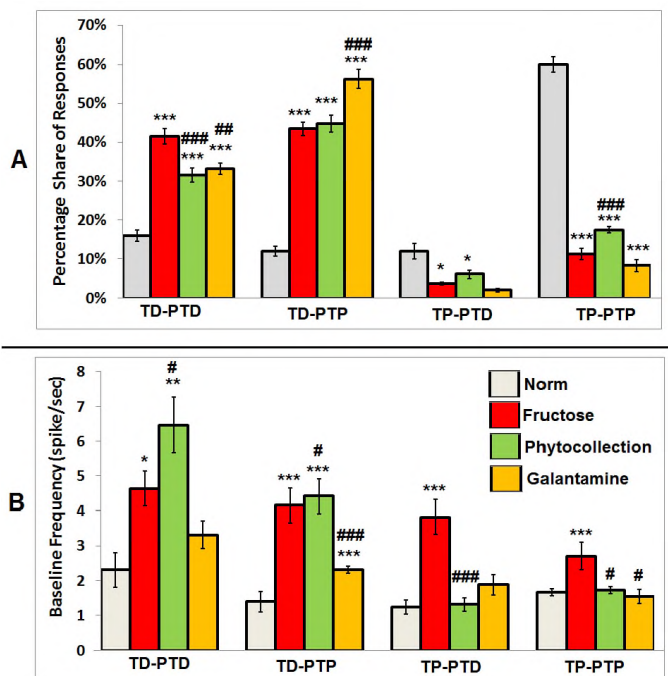 A
Percentage Share of Responses
70%
60%
50%
40%
30%
20%
10%
0%
***
###
***
##
***
***
***
###
***
*
*
***
###
***
***
TD-PTD
TD-PTP
TP-PTD
TP-PTP
B
Baseline Frequency (spike/sec)
8
7
6
5
4
3
2
1
0
*
#
**
***
#
***
###
***
***
###
***
#
#
Norm
Fructose
Phytocollection
Galantamine
TD-PTD
TD-PTP
TP-PTD
TP-PTP